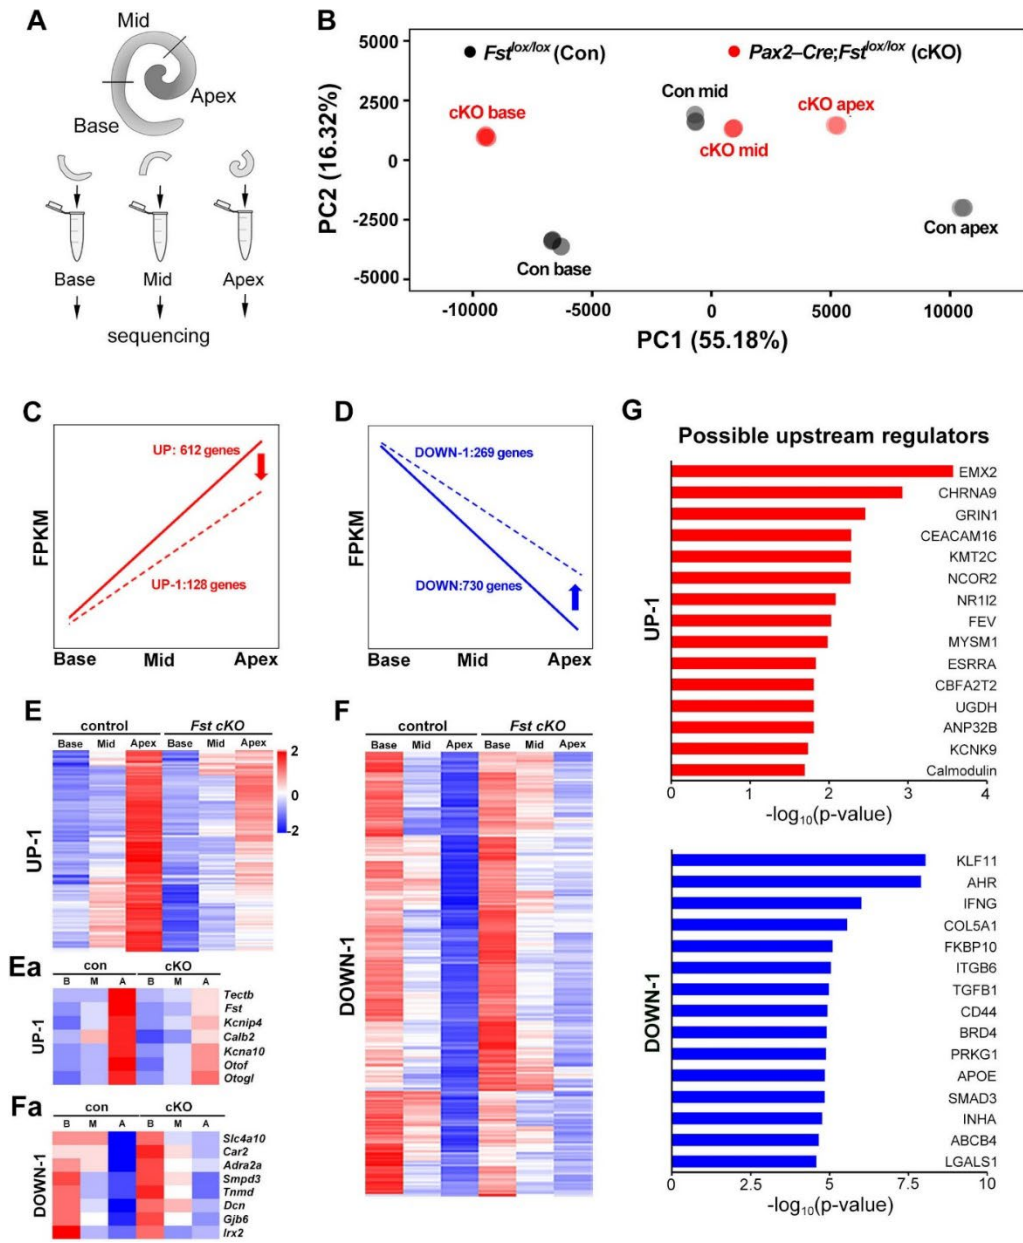 A
Mid
Apex
Base
Base Mid Apex
sequencing
B
Fst lox/lox (Con)
Pax2–Cre;Fst lox/lox (cKO)
Con mid
cKO apex
cKO base
cKO mid
Con apex
Con base
5000
2500
0
-2500
-5000
PC2 (16.32%)
-10000 -5000 0 5000 10000
PC1 (55.18%)
C
UP: 612 genes
UP-1:128 genes
FPKM
Base Mid Apex
D
DOWN-1:269 genes
DOWN:730 genes
FPKM
Base Mid Apex
E
control Fst cKO
Base Mid Apex Base Mid Apex
2
0
-2
UP-1
Ea
con cKO
B M A B M A
Tectb
Fst
Kcnip4
Calb2
Kcna10
Otof
Otogl
UP-1
Fa
con cKO
B M A B M A
Slc4a10
Car2
Adra2a
Smpd3
Tnmd
Dcn
Gjb6
Irx2
DOWN-1
F
control Fst cKO
Base Mid Apex Base Mid Apex
DOWN-1
G
Possible upstream regulators
EMX2
CHRNA9
GRIN1
CEACAM16
KMT2C
NCOR2
NR1I2
FEV
MYSM1
ESRRA
CBFA2T2
UGDH
ANP32B
KCNK9
Calmodulin
UP-1
0 1 2 3 4
-log10(p-value)
KLF11
AHR
IFNG
COL5A1
FKBP10
ITGB6
TGFB1
CD44
BRD4
PRKG1
APOE
SMAD3
INHA
ABCB4
LGALS1
DOWN-1
0 2.5 5 7.5 10
-log10(p-value)